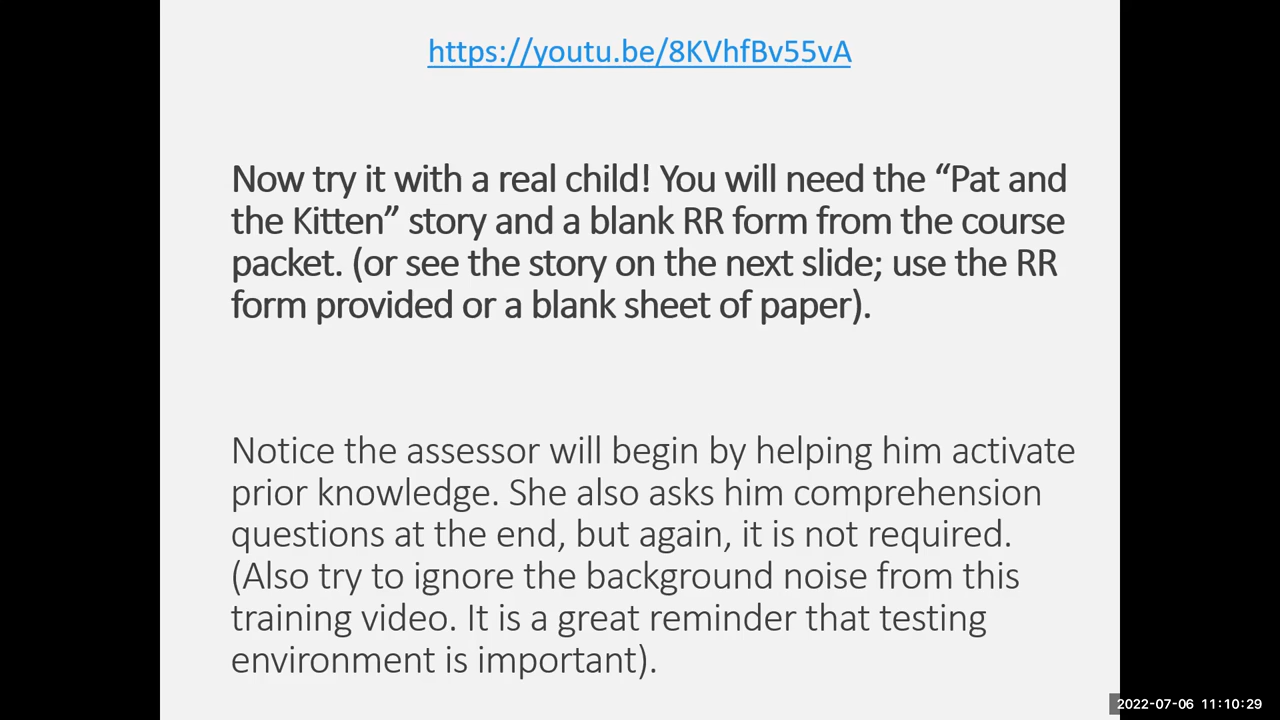 https://youtu.be/8KVhfBv55vA
Now try it with a real child! You will need the “Pat and
the Kitten” story and a blank RR form from the course
packet. (or see the story on the next slide; use the RR
form provided or a blank sheet of paper).
Notice the assessor will begin by helping him activate
prior knowledge. She also asks him comprehension
questions at the end, but again, it is not required.
(Also try to ignore the background noise from this
training video. It is a great reminder that testing
environment is important).
2022-07-06 11:10:29